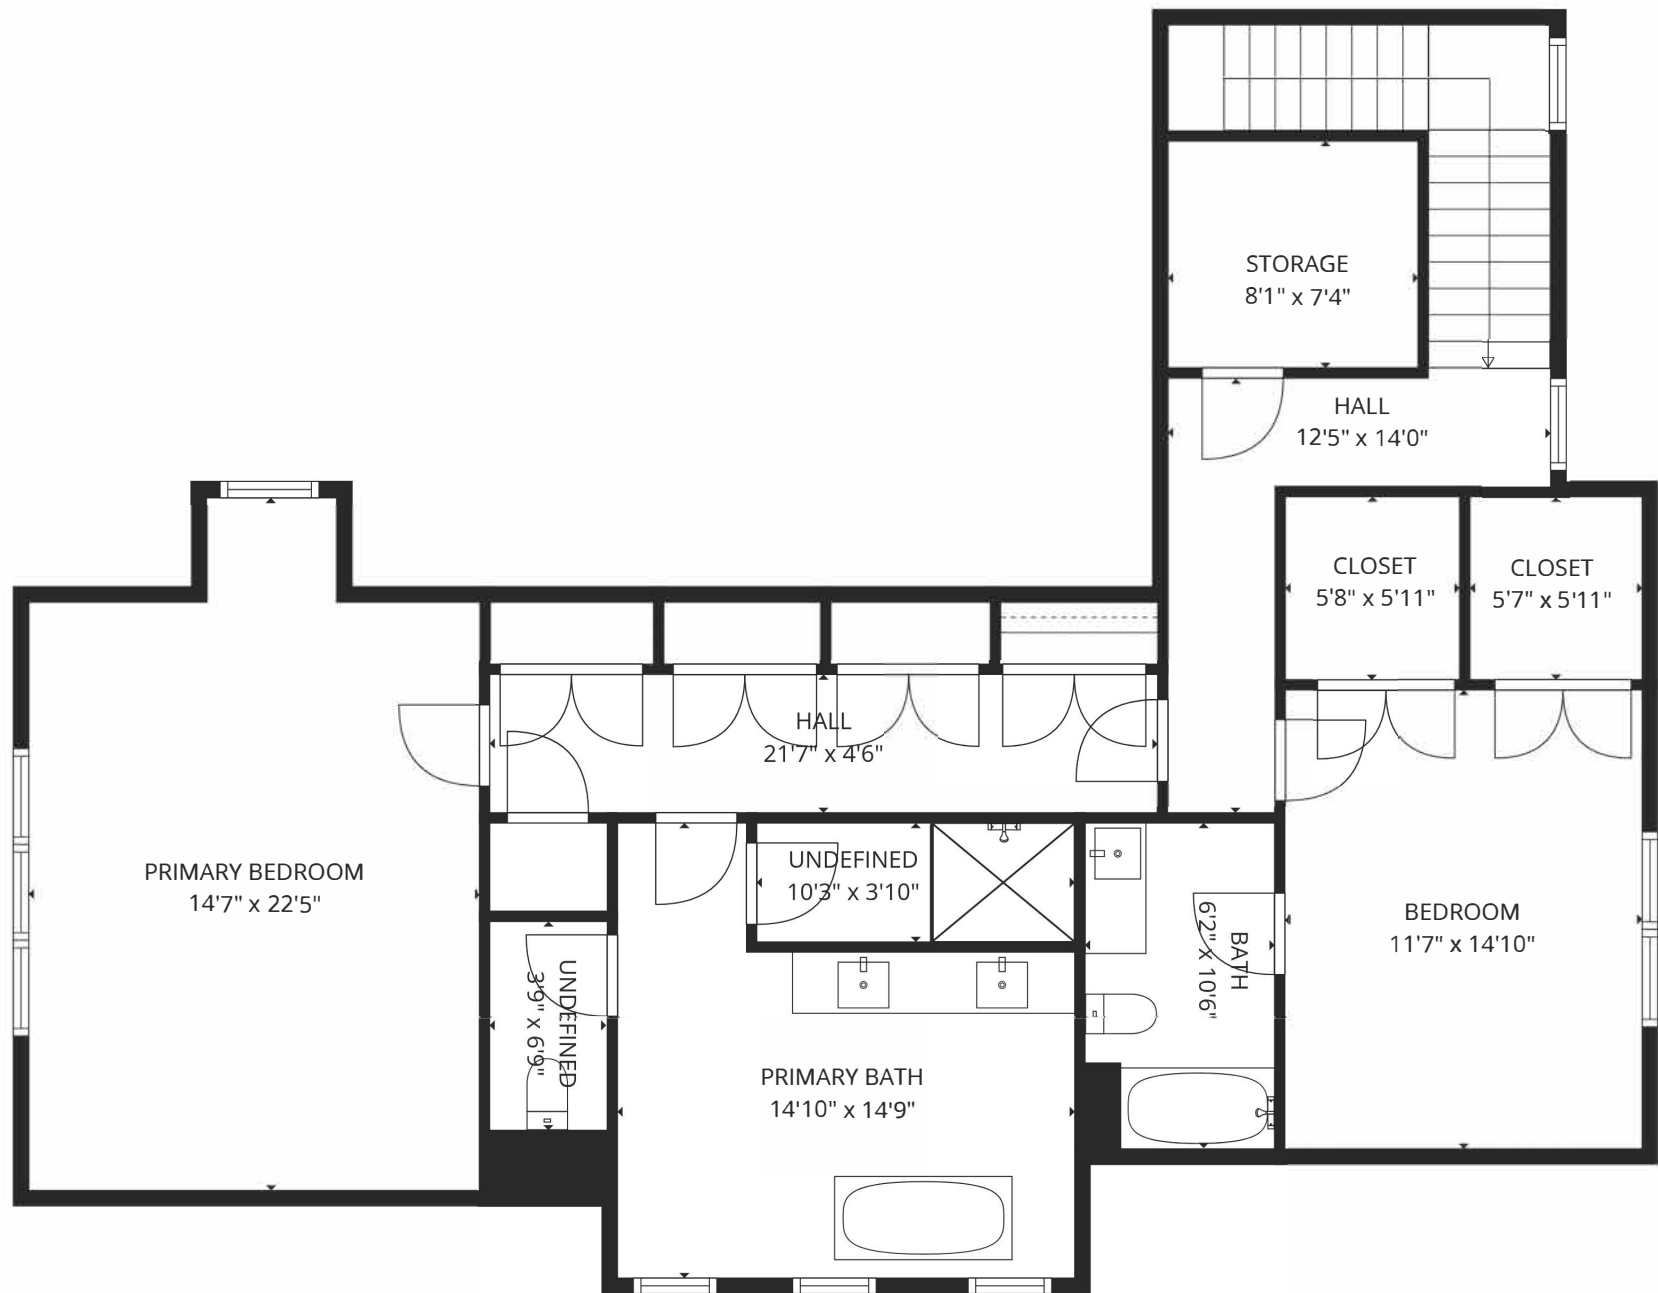 STORAGE
8'1" x 7'4"
HALL
12'5" x 14'0"
CLOSET
5'8" x 5'11"
CLOSET
5'7" x 5'11"
HALL
21'7" x 4'6"
PRIMARY BEDROOM
14'7" x 22'5"
UNDEFINED
10'3" x 3'10"
BEDROOM
11'7" x 14'10"
BATH
6'2" x 10'6"
UNDEFINED
3'9" x 6'9"
PRIMARY BATH
14'10" x 14'9"